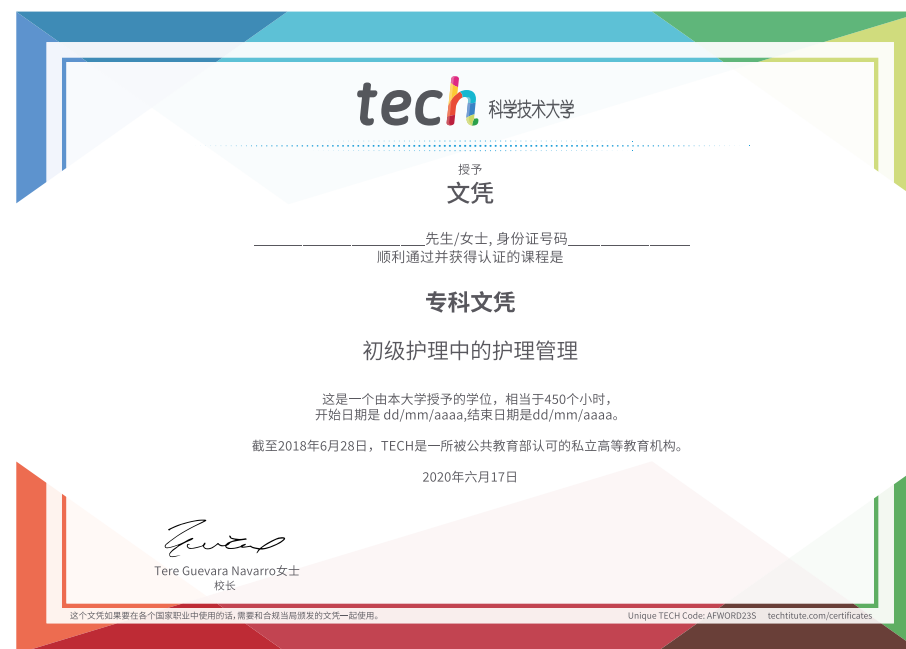 tech 科学技术大学
授予
文凭
______________________先生/女士, 身份证号码_______________
顺利通过并获得认证的课程是
专科文凭
初级护理中的护理管理
这是一个由本大学授予的学位，相当于450个小时，
开始日期是 dd/mm/aaaa,结束日期是dd/mm/aaaa。
截至2018年6月28日，TECH是一所被公共教育部认可的私立高等教育机构。
2020年六月17日
Tere Guevara Navarro女士
校长
这个文凭如果要在各个国家职业中使用的话,需要和合规当局颁发的文凭一起使用。
Unique TECH Code: AFWORD23S techtitute.com/certificates